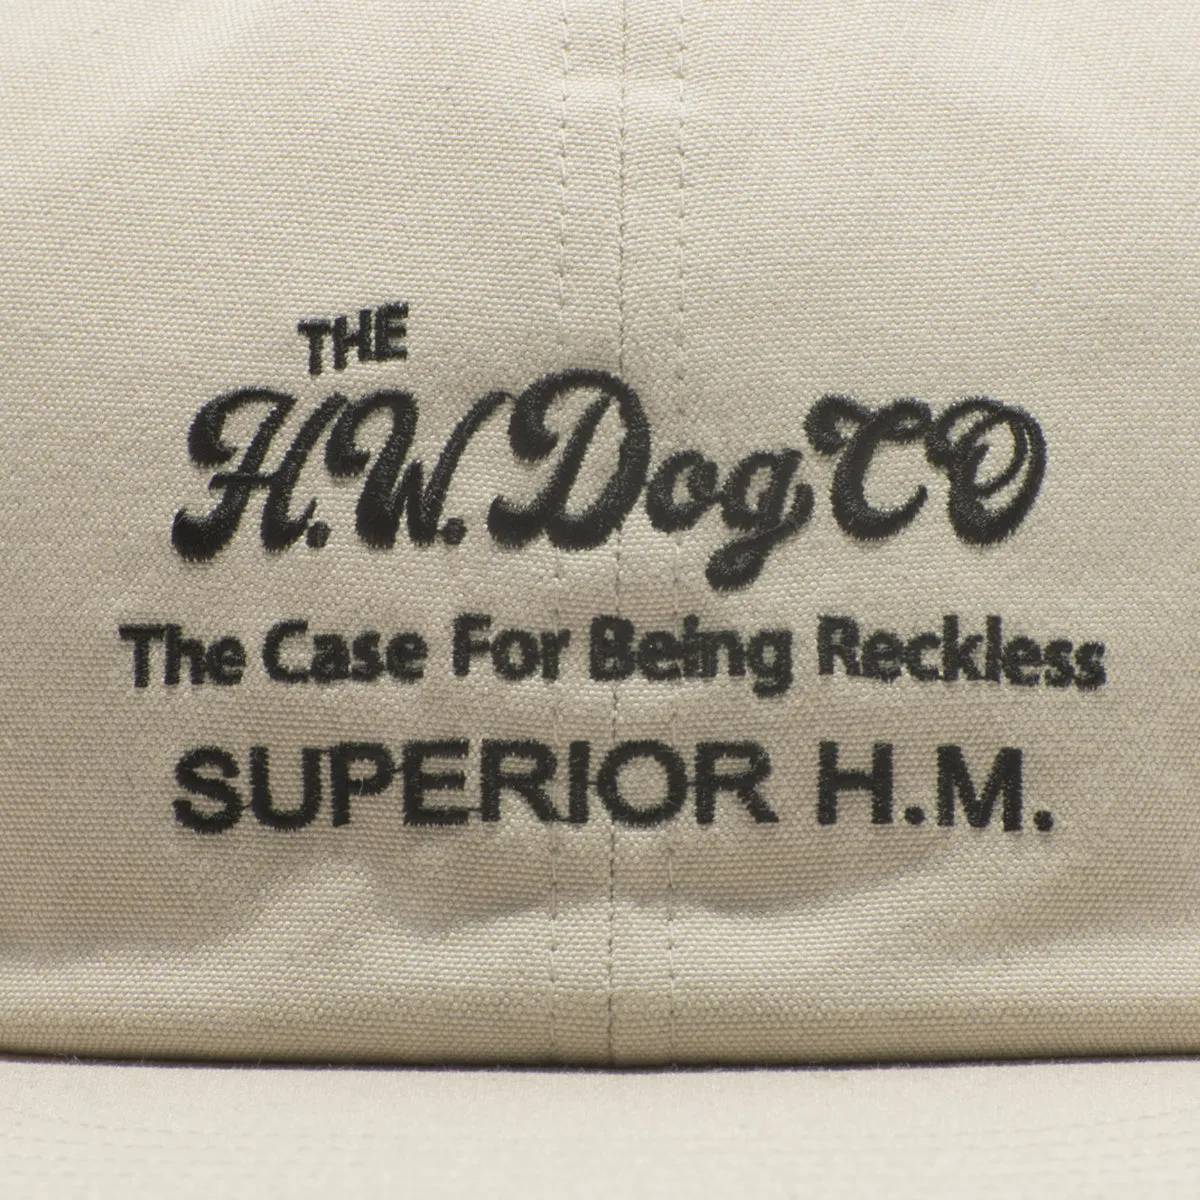 THE
H.W.Dog CO
The Case For Being Reckless
SUPERIOR H.M.